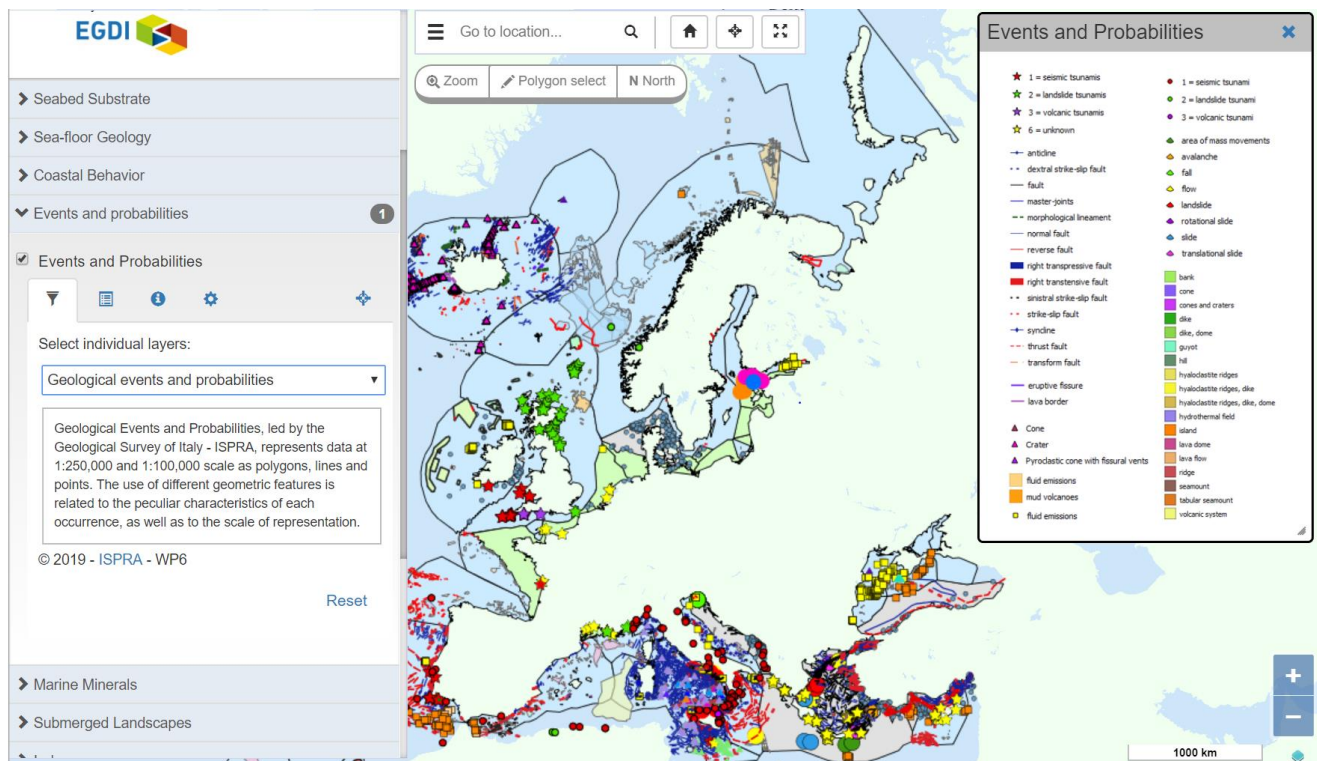 EGDI
Seabed Substrate
Sea-floor Geology
Coastal Behavior
Events and probabilities
1
Events and Probabilities
Select individual layers:
Geological events and probabilities
Geological Events and Probabilities, led by the
Geological Survey of Italy - ISPRA, represents data at
1:250,000 and 1:100,000 scale as polygons, lines and
points. The use of different geometric features is
related to the peculiar characteristics of each
occurrence, as well as to the scale of representation.
© 2019 - ISPRA - WP6
Reset
Marine Minerals
Submerged Landscapes
Go to location...
Zoom
Polygon select
N North
Events and Probabilities
1 = seismic tsunamis
2 = landslide tsunamis
3 = volcanic tsunamis
6 = unknown
anticline
dextral strike-slip fault
fault
master-joints
morphological lineament
normal fault
reverse fault
right transpressive fault
right transtensive fault
sinistral strike-slip fault
strike-slip fault
syncline
thrust fault
transform fault
eruptive fissure
lava border
Cone
Crater
Pyroclastic cone with fissural vents
fluid emissions
mud volcanoes
fluid emissions
1 = seismic tsunami
2 = landslide tsunami
3 = volcanic tsunami
area of mass movements
avalanche
fall
flow
landslide
rotational slide
slide
translational slide
bank
cone
cones and craters
dike
dike, dome
guyot
hill
hyaloclastite ridges
hyaloclastite ridges, dike
hyaloclastite ridges, dike, dome
hydrothermal field
island
lava dome
lava flow
ridge
seamount
tabular seamount
volcanic system
+
−
1000 km